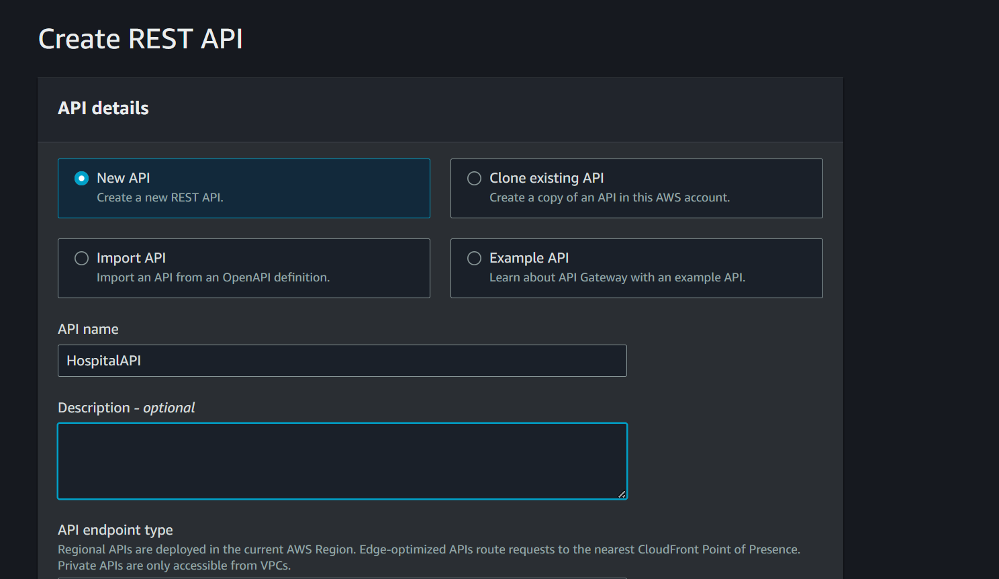 Create REST API
API details
New API
Create a new REST API.
Clone existing API
Create a copy of an API in this AWS account.
Import API
Import an API from an OpenAPI definition.
Example API
Learn about API Gateway with an example API.
API name
HospitalAPI
Description - optional
API endpoint type
Regional APIs are deployed in the current AWS Region. Edge-optimized APIs route requests to the nearest CloudFront Point of Presence.
Private APIs are only accessible from VPCs.